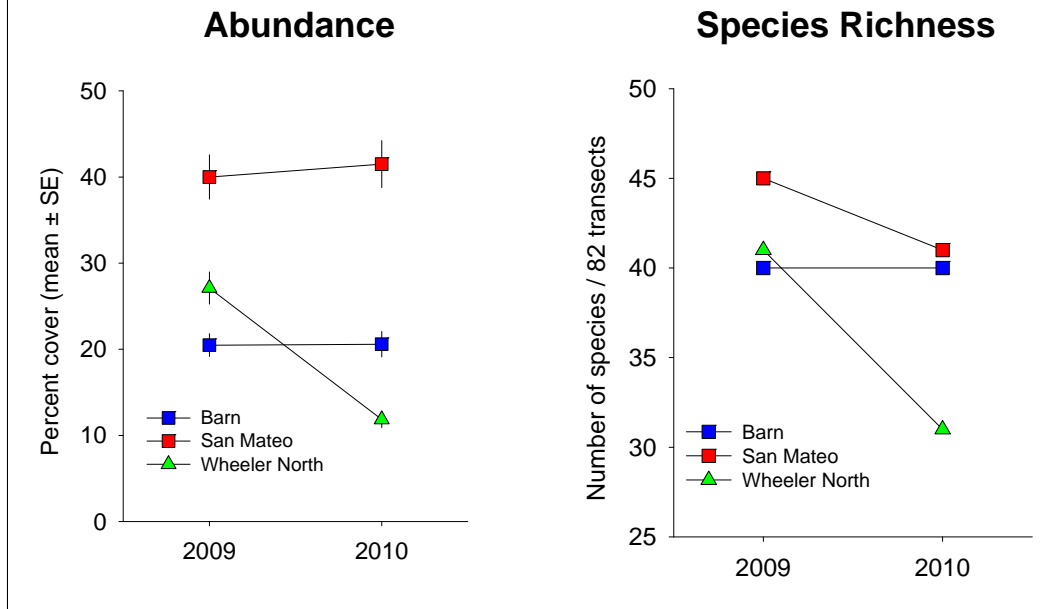 Abundance
Percent cover (mean ± SE)
50
40
30
20
10
0
Barn
San Mateo
Wheeler North
2009 2010
Species Richness
Number of species / 82 transects
50
45
40
35
30
25
Barn
San Mateo
Wheeler North
2009 2010